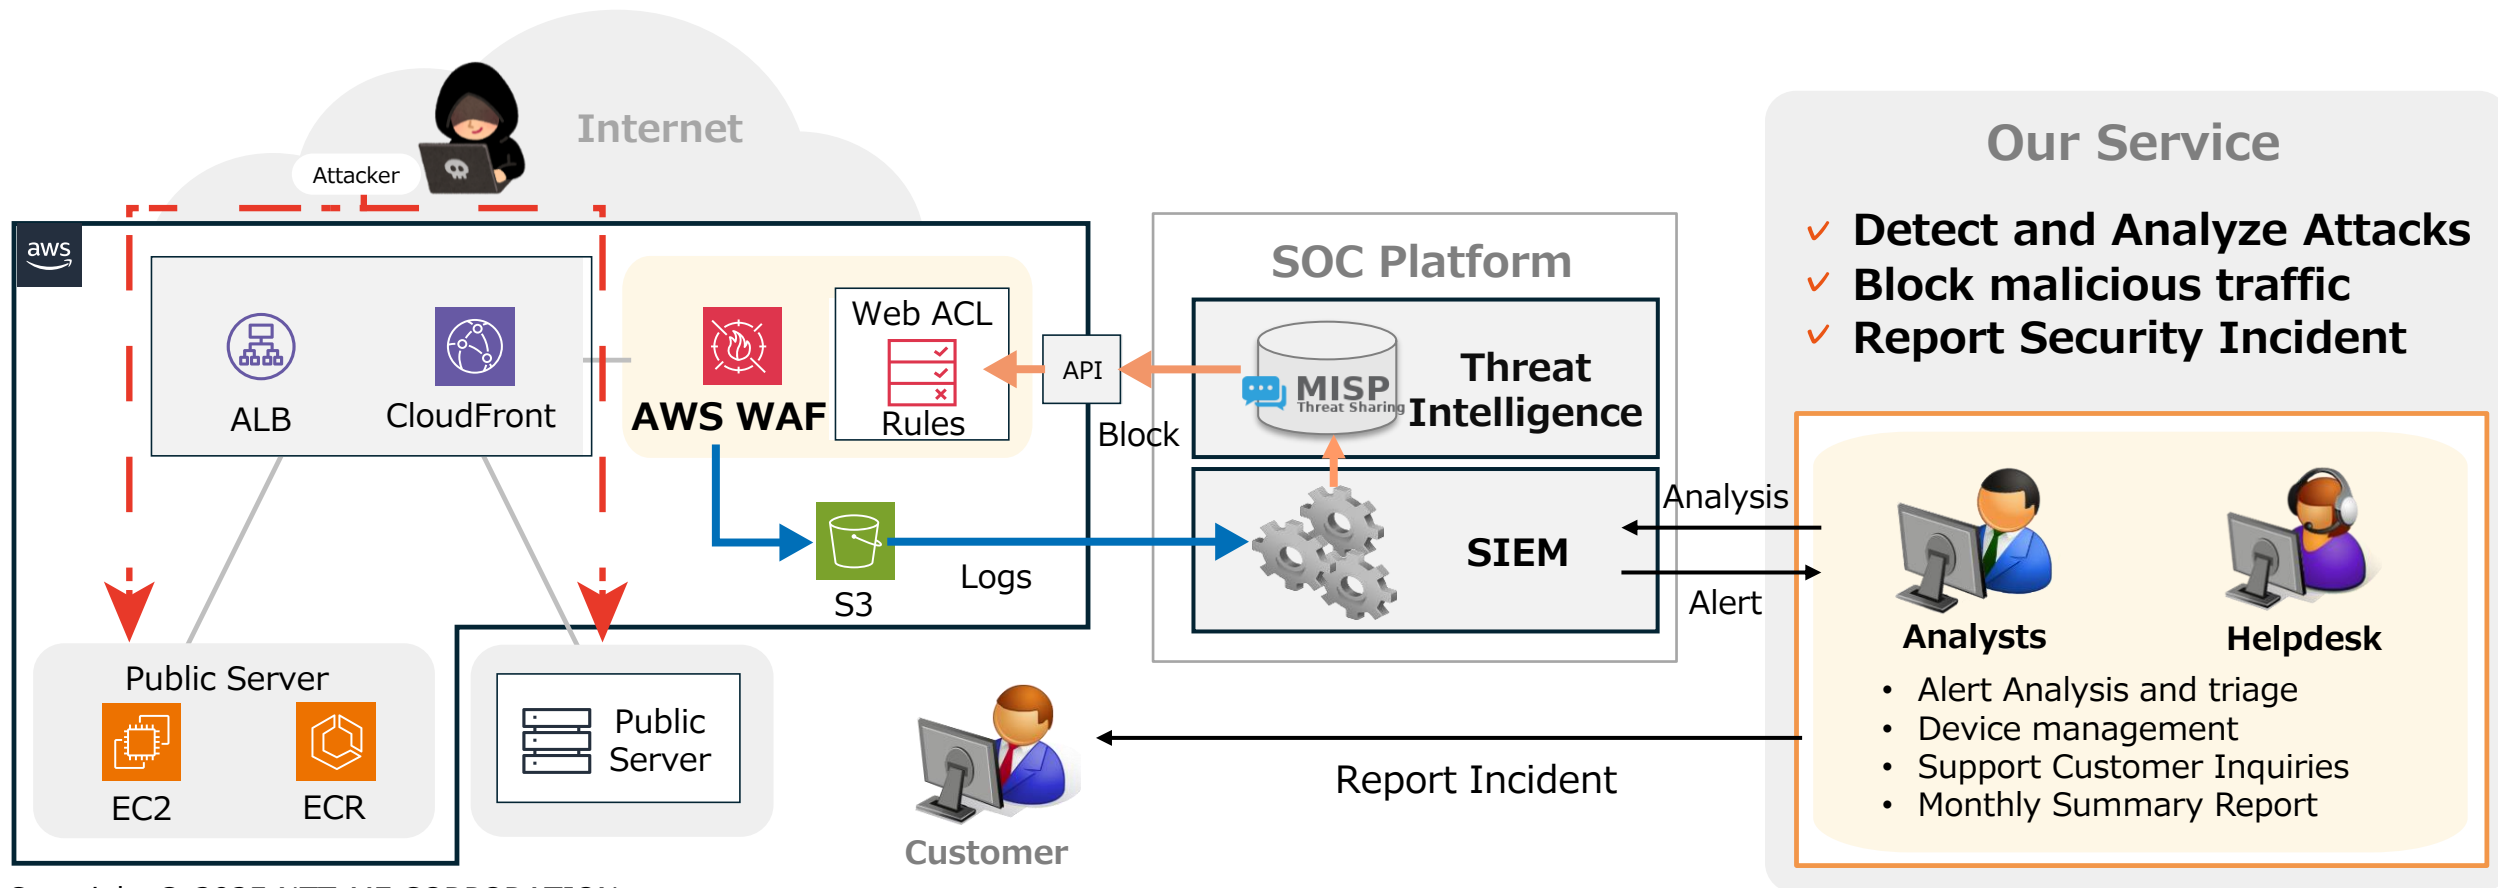 Internet
Attacker
aws
ALB
CloudFront
AWS WAF
Web ACL
Rules
API
Block
S3
Logs
Public Server
EC2
ECR
Public
Server
SOC Platform
MISP
Threat Sharing
Threat
Intelligence
SIEM
Analysis
Alert
Customer
Report Incident
Our Service
✓ Detect and Analyze Attacks
✓ Block malicious traffic
✓ Report Security Incident
Analysts
Helpdesk
• Alert Analysis and triage
• Device management
• Support Customer Inquiries
• Monthly Summary Report